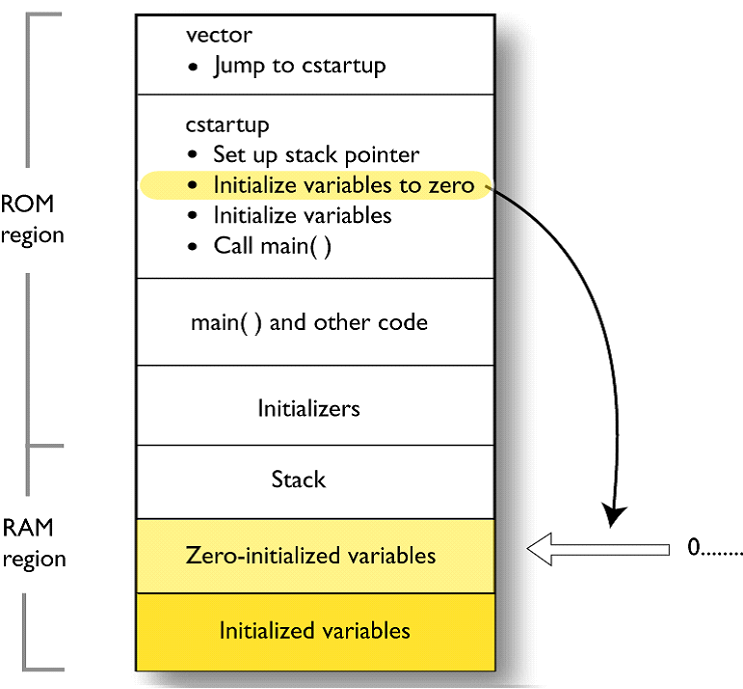 vector
• Jump to cstartup
cstartup
• Set up stack pointer
• Initialize variables to zero
• Initialize variables
• Call main( )
ROM
region
main( ) and other code
Initializers
Stack
RAM
region
Zero-initialized variables
0........
Initialized variables